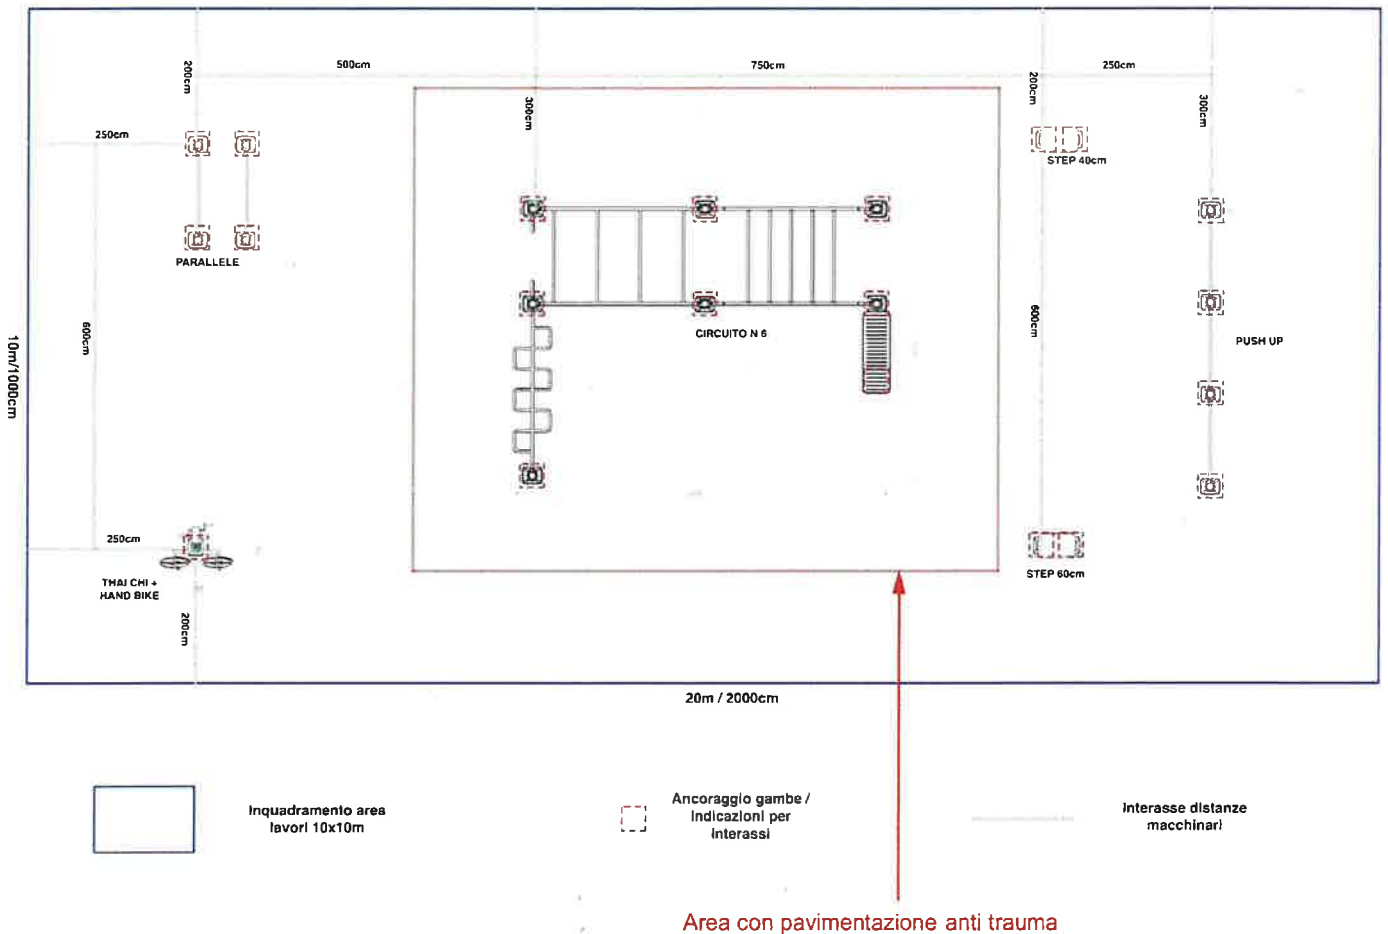 500cm
750cm
250cm
200cm
300cm
200cm
300cm
250cm
STEP 40cm
PARALLELE
CIRCUITO N 6
PUSH UP
600cm
600cm
10m/1000cm
250cm
THAI CHI +
HAND BIKE
STEP 60cm
200cm
20m / 2000cm
Inquadramento area
lavori 10x10m
Ancoraggio gambe /
Indicazioni per
Interassi
Interasse distanze
macchinari
Area con pavimentazione anti trauma